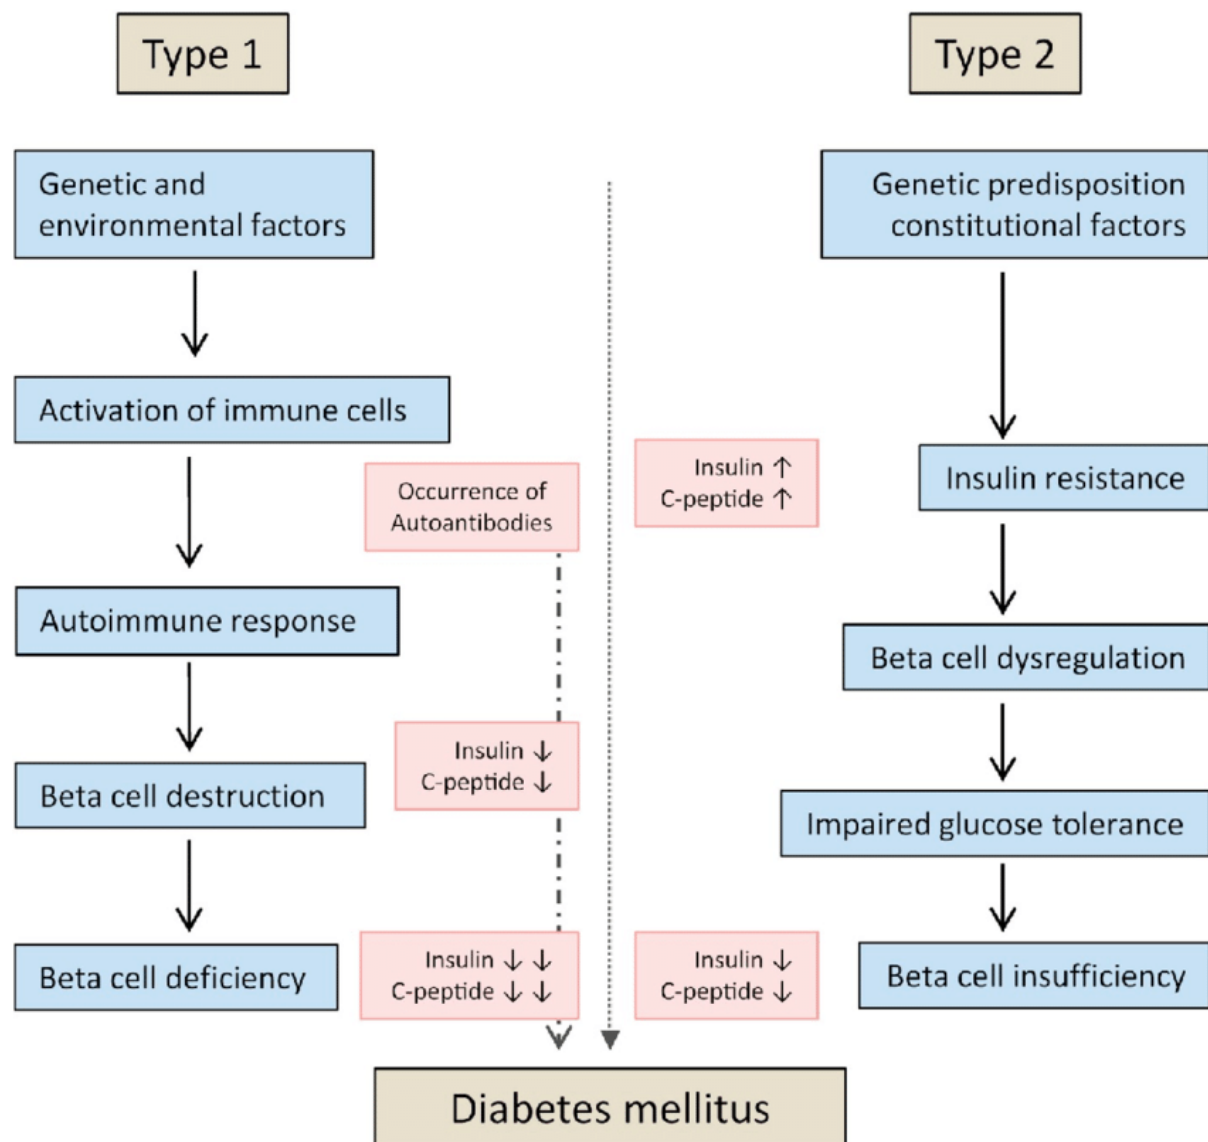 Type 1
Type 2
Genetic and
environmental factors
Genetic predisposition
constitutional factors
Activation of immune cells
Insulin ↑
C-peptide ↑
Insulin resistance
Occurrence of
Autoantibodies
Autoimmune response
Beta cell dysregulation
Insulin ↓
C-peptide ↓
Beta cell destruction
Impaired glucose tolerance
Beta cell deficiency
Insulin ↓ ↓
C-peptide ↓ ↓
Insulin ↓
C-peptide ↓
Beta cell insufficiency
Diabetes mellitus